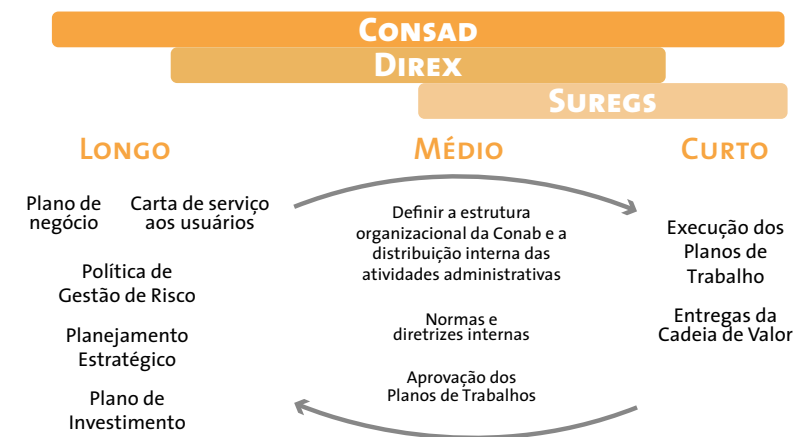 Consad
Direx
Suregs
Longo
Plano de
negócio
Carta de serviço
aos usuários
Política de
Gestão de Risco
Planejamento
Estratégico
Plano de
Investimento
Médio
Definir a estrutura
organizacional da Conab e a
distribuição interna das
atividades administrativas
Normas e
diretrizes internas
Aprovação dos
Planos de Trabalhos
Curto
Execução dos
Planos de
Trabalho
Entregas da
Cadeia de Valor